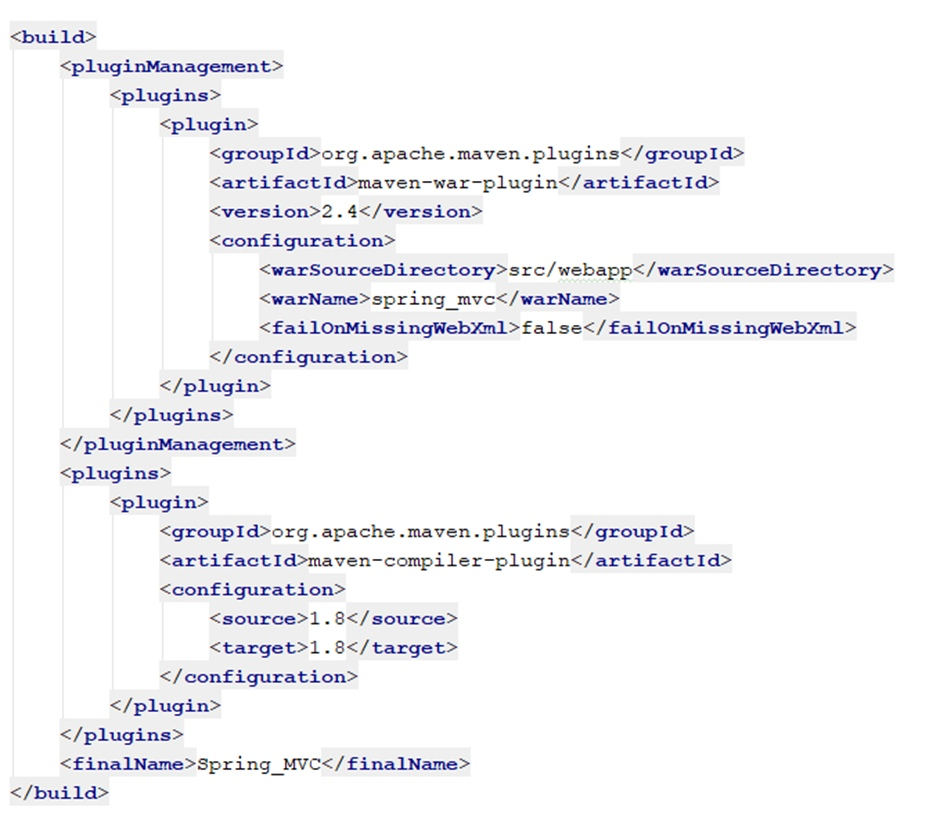 <build>
<pluginManagement>
<plugins>
<plugin>
<groupId>org.apache.maven.plugins</groupId>
<artifactId>maven-war-plugin</artifactId>
<version>2.4</version>
<configuration>
<warSourceDirectory>src/webapp</warSourceDirectory>
<warName>spring_mvc</warName>
<failOnMissingWebXml>false</failOnMissingWebXml>
</configuration>
</plugin>
</plugins>
</pluginManagement>
<plugins>
<plugin>
<groupId>org.apache.maven.plugins</groupId>
<artifactId>maven-compiler-plugin</artifactId>
<configuration>
<source>1.8</source>
<target>1.8</target>
</configuration>
</plugin>
</plugins>
<finalName>Spring_MVC</finalName>
</build>